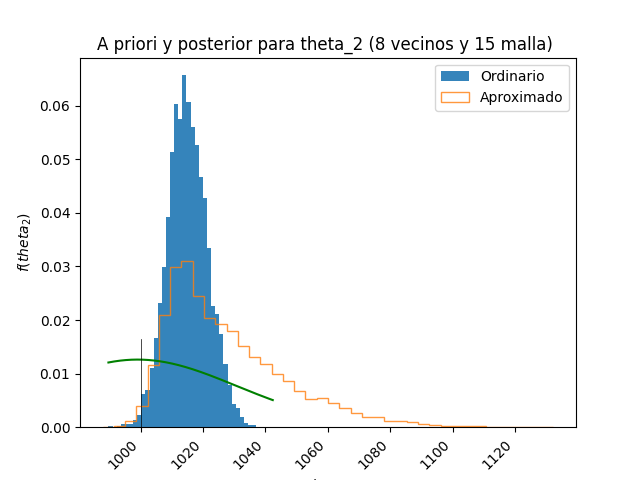 A priori y posterior para theta_2 (8 vecinos y 15 malla)
Ordinario
Aproximado
f(theta₂)
0.06
0.05
0.04
0.03
0.02
0.01
0.00
1000 1020 1040 1060 1080 1100 1120